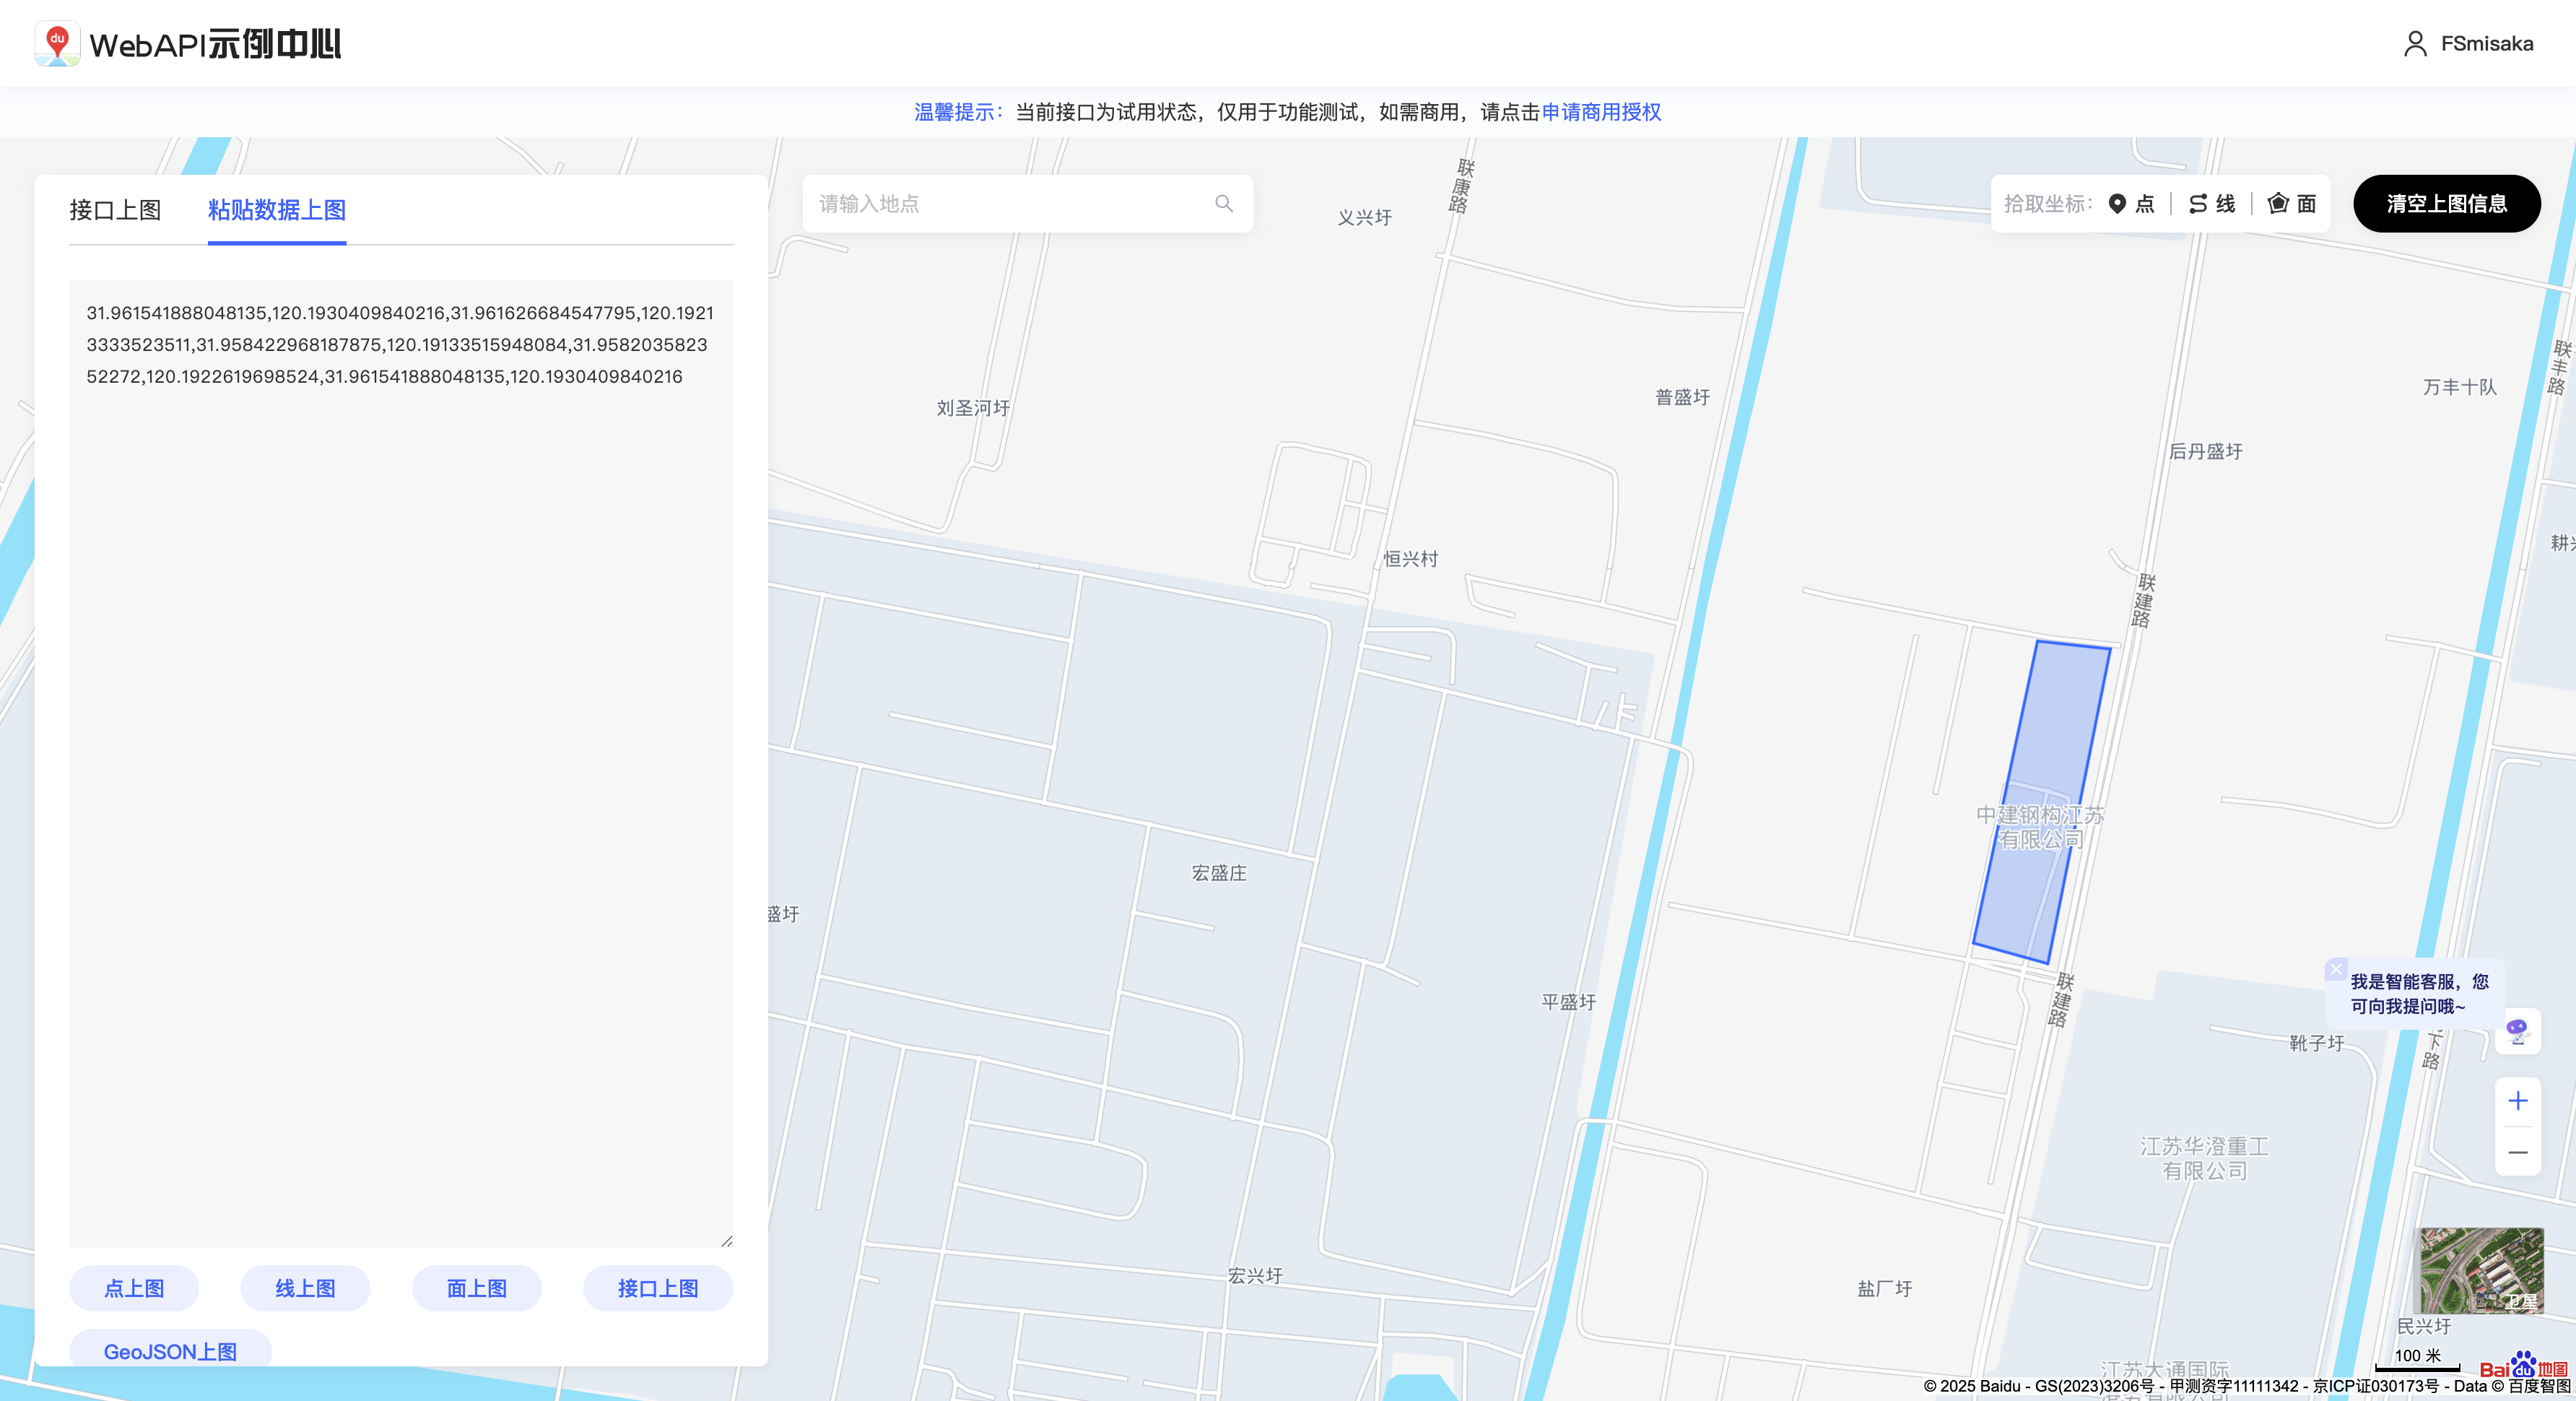 du
WebAPI示例中心
FSmisaka
温馨提示：当前接口为试用状态，仅用于功能测试，如需商用，请点击申请商用授权
接口上图
粘贴数据上图
请输入地点
拾取坐标：
点
线
面
清空上图信息
31.961541888048135,120.1930409840216,31.961626684547795,120.1921
3333523511,31.958422968187875,120.19133515948084,31.9582035823
52272,120.1922619698524,31.961541888048135,120.1930409840216
联康路
义兴圩
联丰路
万丰十队
普盛圩
刘圣河圩
后丹盛圩
恒兴村
联建路
中建钢构江苏
有限公司
宏盛庄
盛圩
平盛圩
联建路
我是智能客服，您
可向我提问哦~
靴子圩
下路
江苏华澄重工
有限公司
宏兴圩
盐厂圩
卫星
民兴圩
点上图
线上图
面上图
接口上图
GeoJSON上图
100 米
江苏大通国际
Bai du 地图
© 2025 Baidu - GS(2023)3206号 - 甲测资字11111342 - 京ICP证030173号 - Data © 百度智图